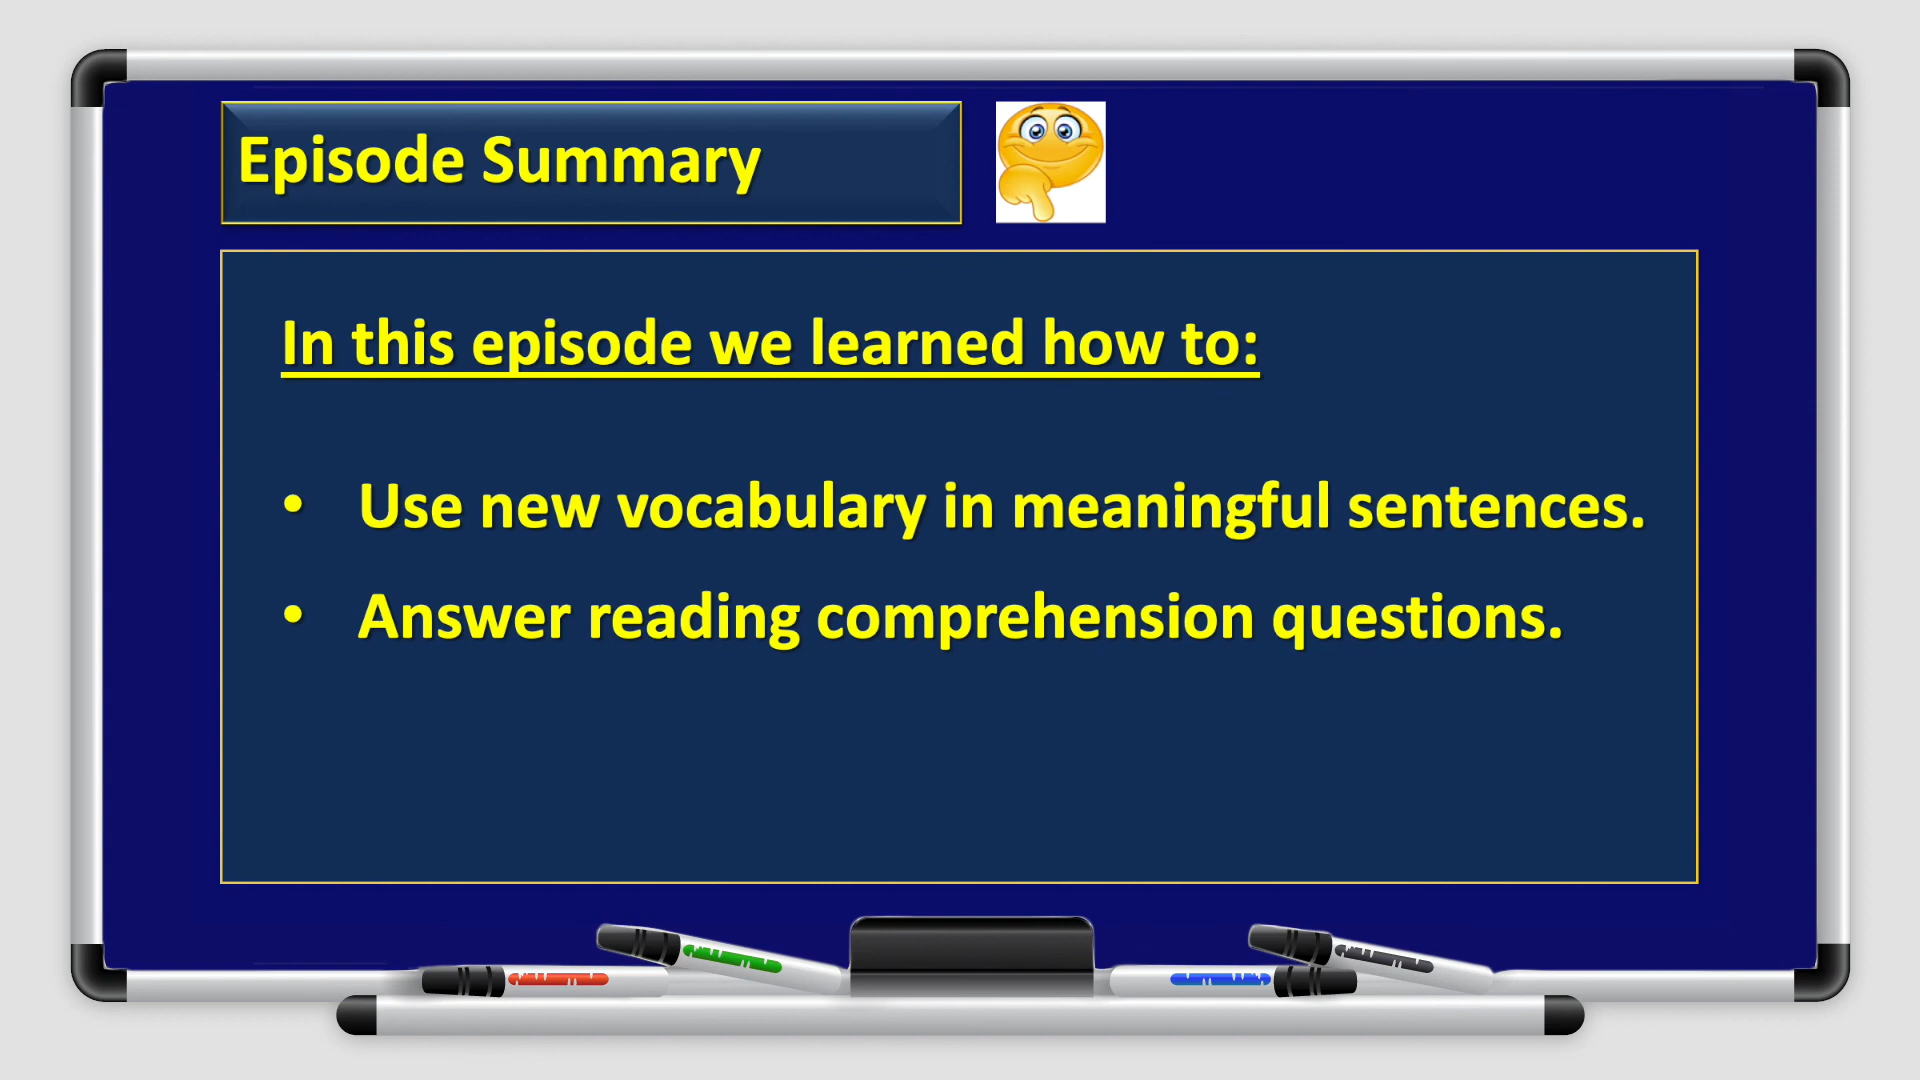 Episode Summary
In this episode we learned how to:
• Use new vocabulary in meaningful sentences.
• Answer reading comprehension questions.